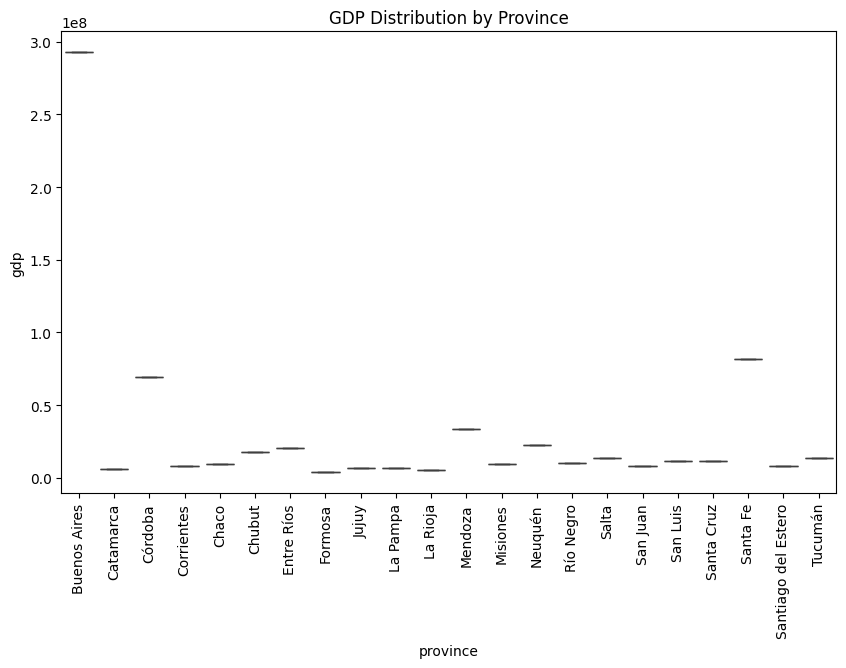 GDP Distribution by Province
1e8
3.0
2.5
2.0
1.5
1.0
0.5
0.0
gdp
Buenos Aires
Catamarca
Córdoba
Corrientes
Chaco
Chubut
Entre Ríos
Formosa
Jujuy
La Pampa
La Rioja
Mendoza
Misiones
Neuquén
Río Negro
Salta
San Juan
San Luis
Santa Cruz
Santa Fe
Santiago del Estero
Tucumán
province